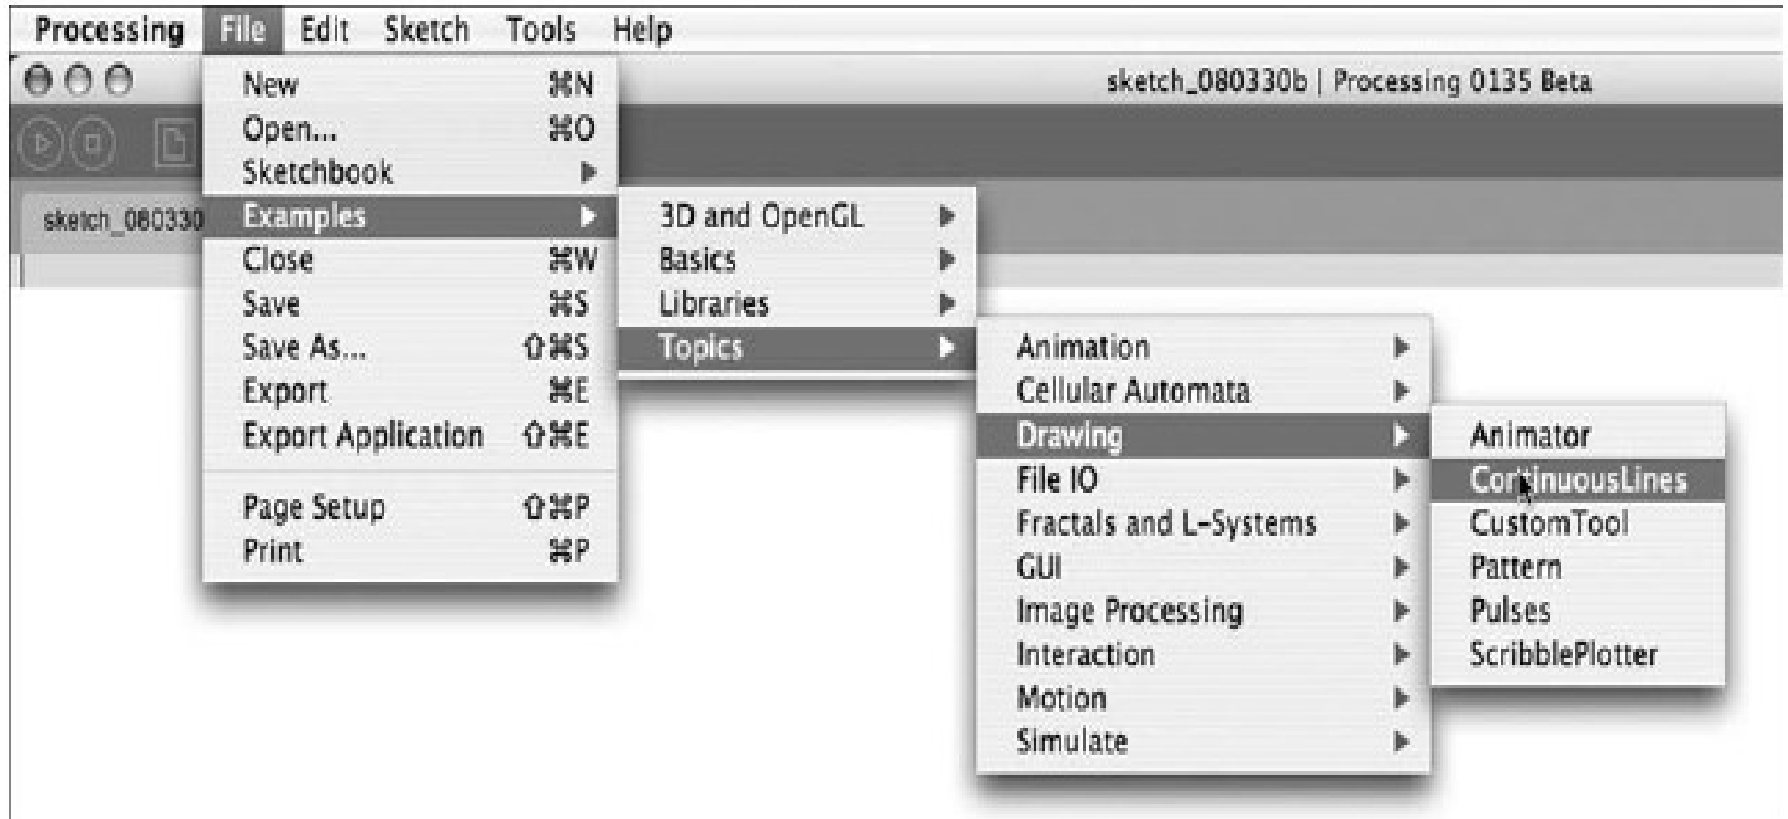 Processing File Edit Sketch Tools Help
sketch_080330b | Processing 0135 Beta
sketch_080330
New ⌘N
Open... ⌘O
Sketchbook
Examples
Close ⌘W
Save ⌘S
Save As... ⇧⌘S
Export ⌘E
Export Application ⇧⌘E
Page Setup ⇧⌘P
Print ⌘P
3D and OpenGL
Basics
Libraries
Topics
Animation
Cellular Automata
Drawing
File IO
Fractals and L-Systems
GUI
Image Processing
Interaction
Motion
Simulate
Animator
ContinuousLines
CustomTool
Pattern
Pulses
ScribblePlotter